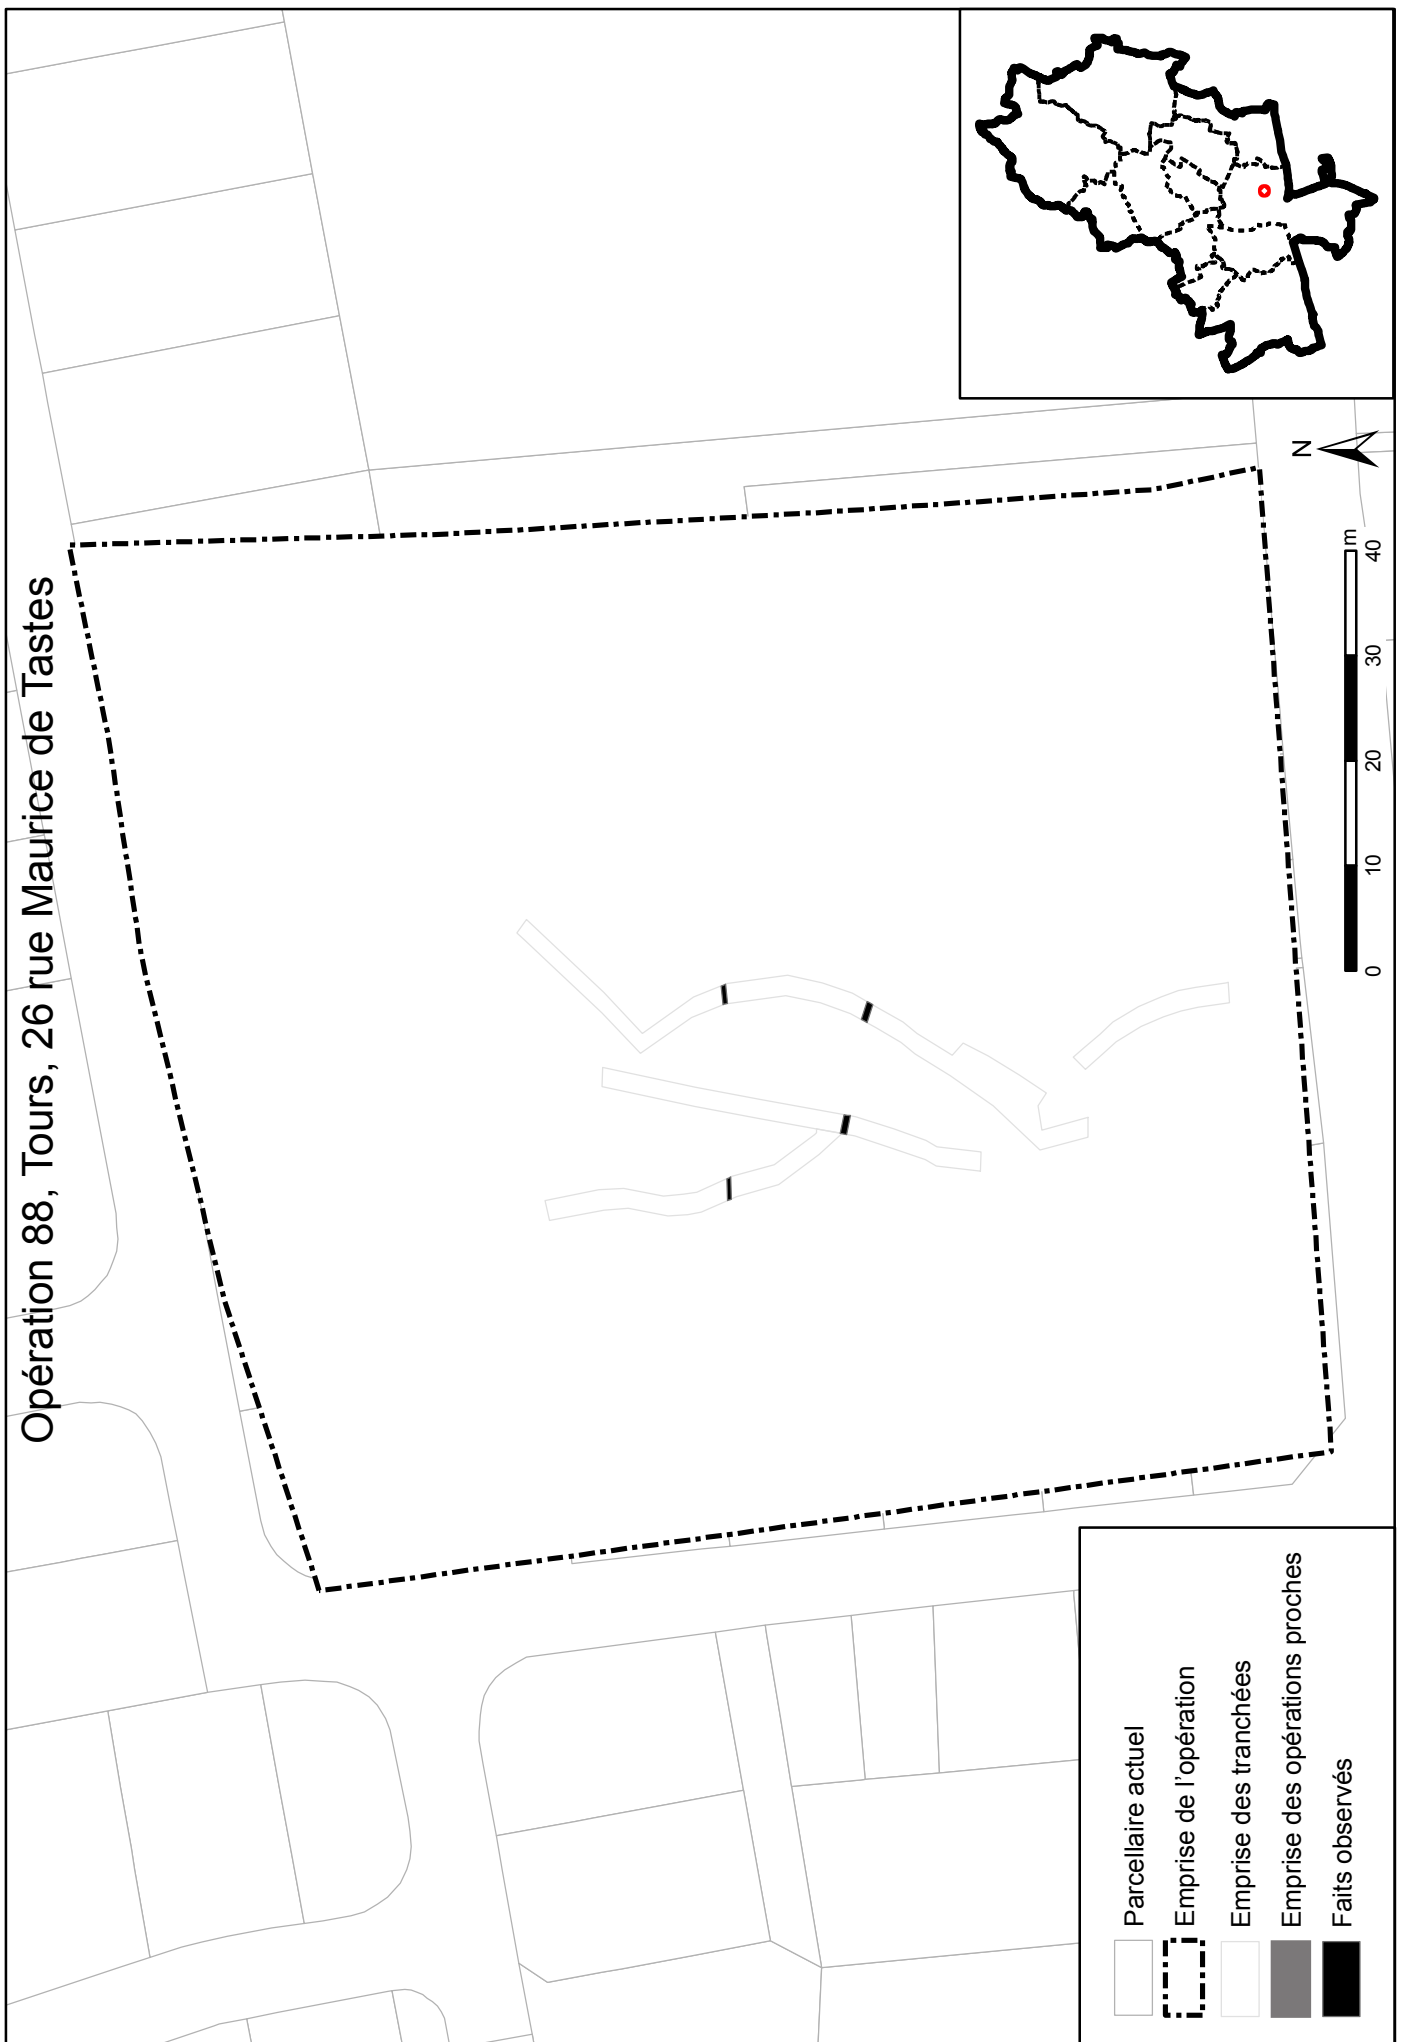 Opération 88, Tours, 26 rue Maurice de Tastes
N
0 10 20 30 40
m
Parcellaire actuel
Emprise de l'opération
Emprise des tranchées
Emprise des opérations proches
Faits observés